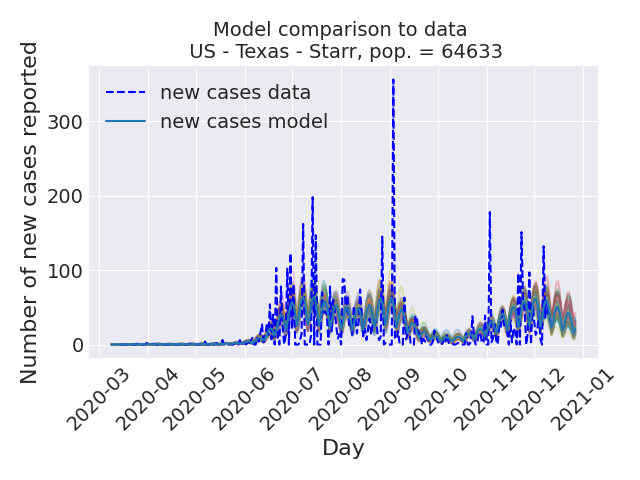 Model comparison to data
US - Texas - Starr, pop. = 64633
Number of new cases reported
new cases data
new cases model
300
200
100
0
2020-03
2020-04
2020-05
2020-06
2020-07
2020-08
2020-09
2020-10
2020-11
2020-12
2021-01
Day